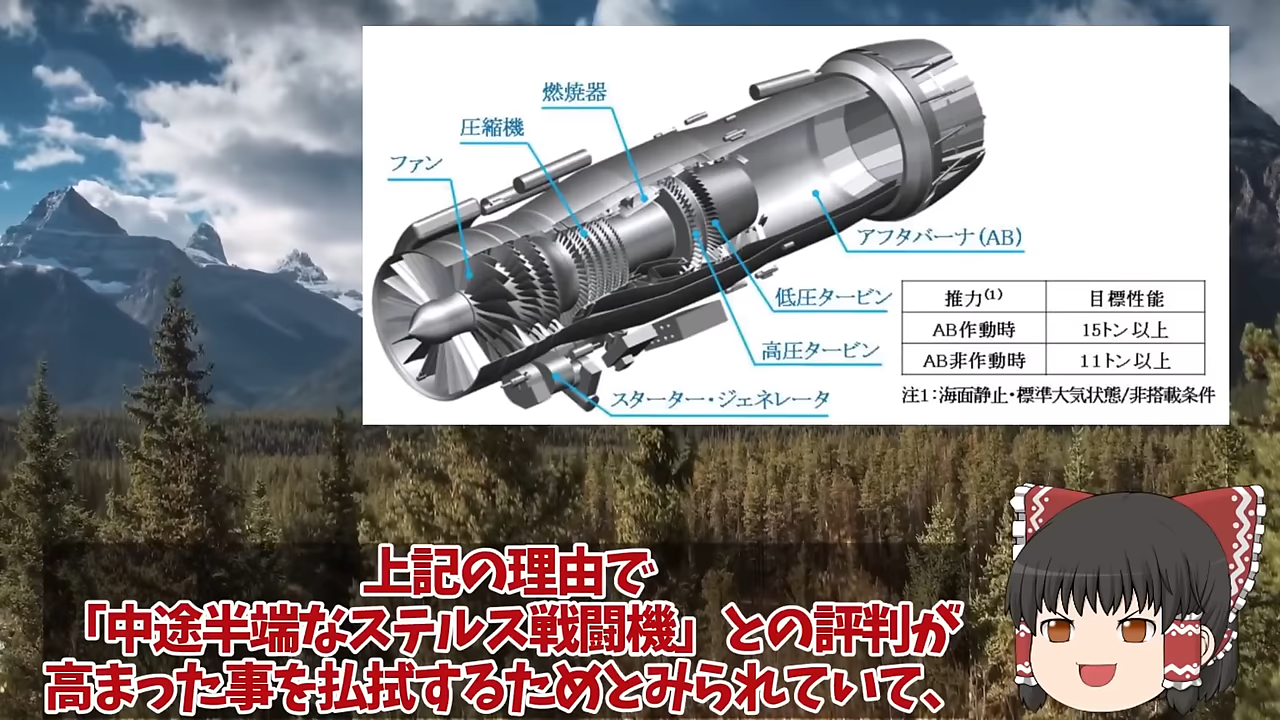 燃焼器
圧縮機
ファン
アフタバーナ(AB)
低圧タービン
高圧タービン
スターター・ジェネレータ
推力(1) 目標性能
AB作動時 15トン以上
AB非作動時 11トン以上
注1:海面静止・標準大気状態/非搭載条件
上記の理由で
「中途半端なステルス戦闘機」との評判が
高まった事を払拭するためとみられていて、